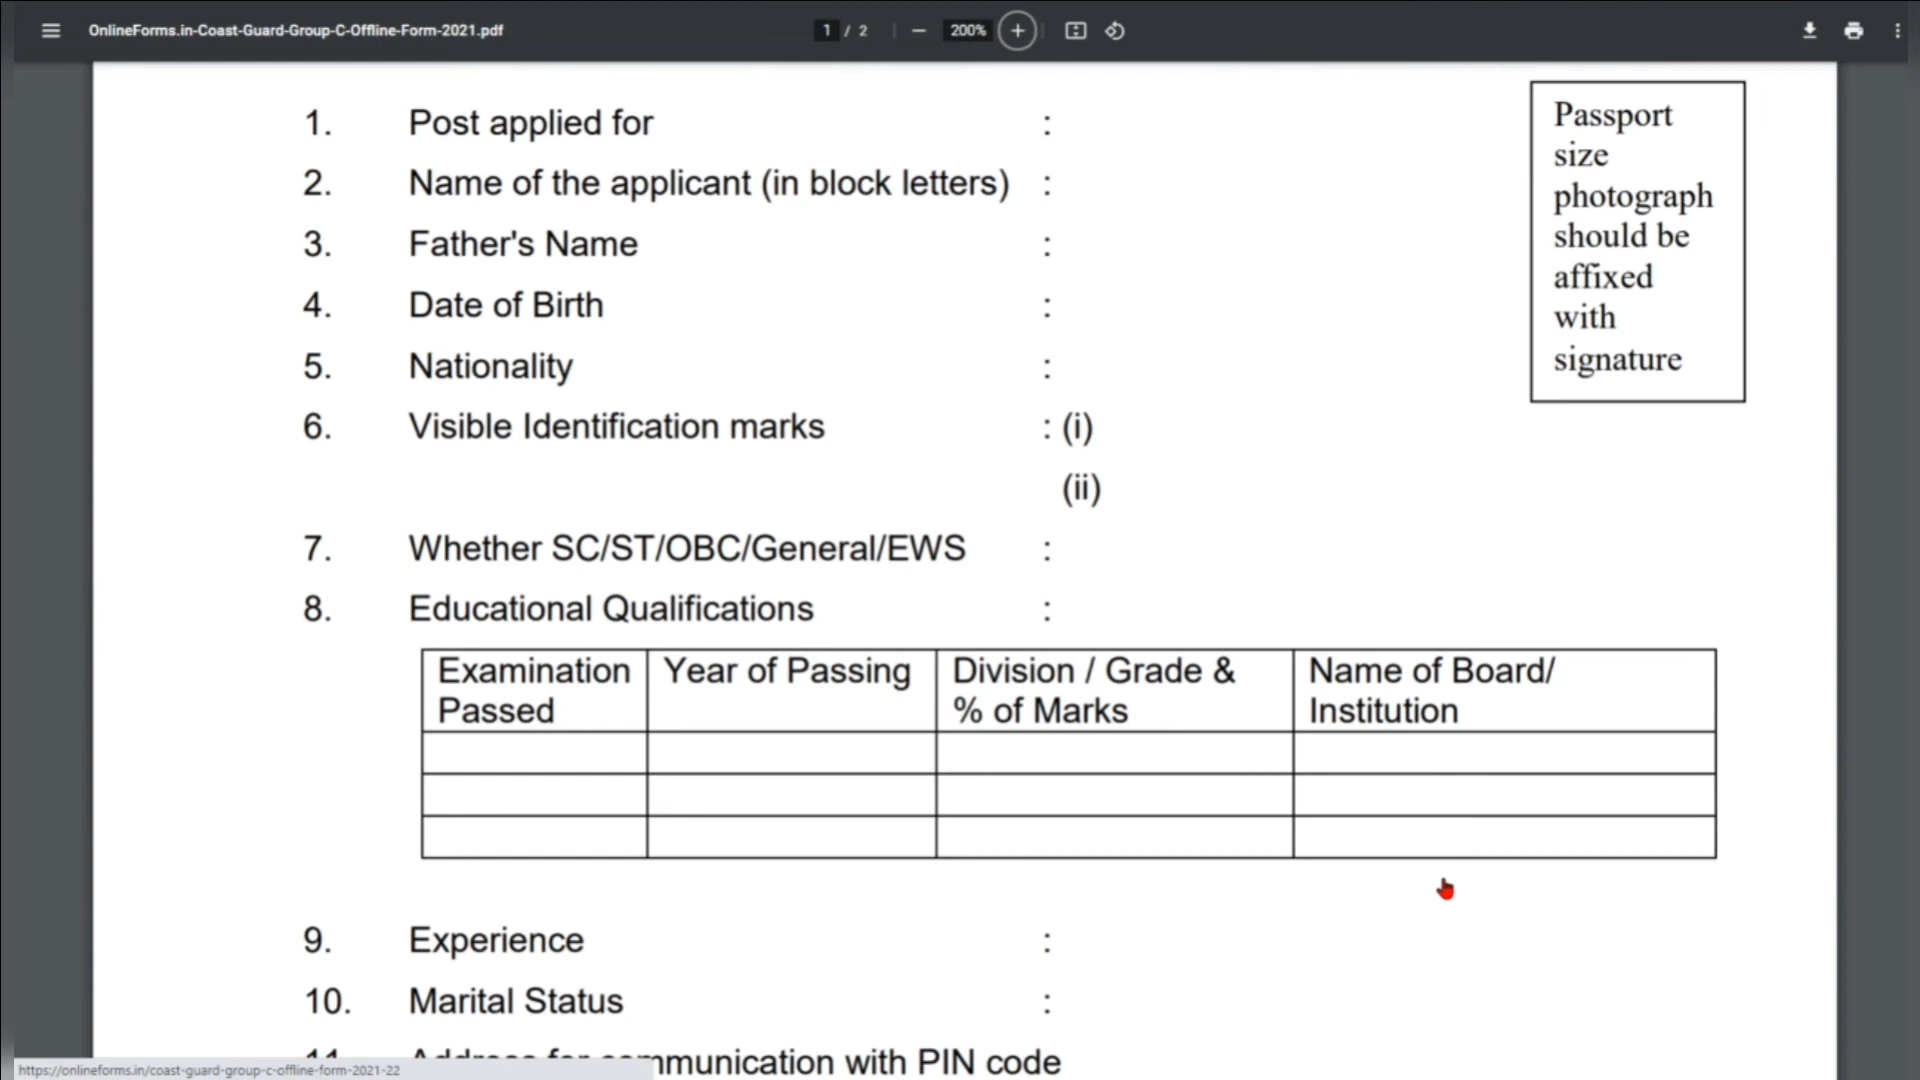 OnlineForms.in-Coast-Guard-Group-C-Offline-Form-2021.pdf
1 / 2
200%
1. Post applied for :
2. Name of the applicant (in block letters) :
3. Father's Name :
4. Date of Birth :
5. Nationality :
6. Visible Identification marks : (i)
(ii)
7. Whether SC/ST/OBC/General/EWS :
8. Educational Qualifications :
Passport
size
photograph
should be
affixed
with
signature
Examination Passed
Year of Passing
Division / Grade & % of Marks
Name of Board/ Institution
9. Experience :
10. Marital Status :
11. Address for communication with PIN code
https://onlineforms.in/coast-guard-group-c-offline-form-2021-22